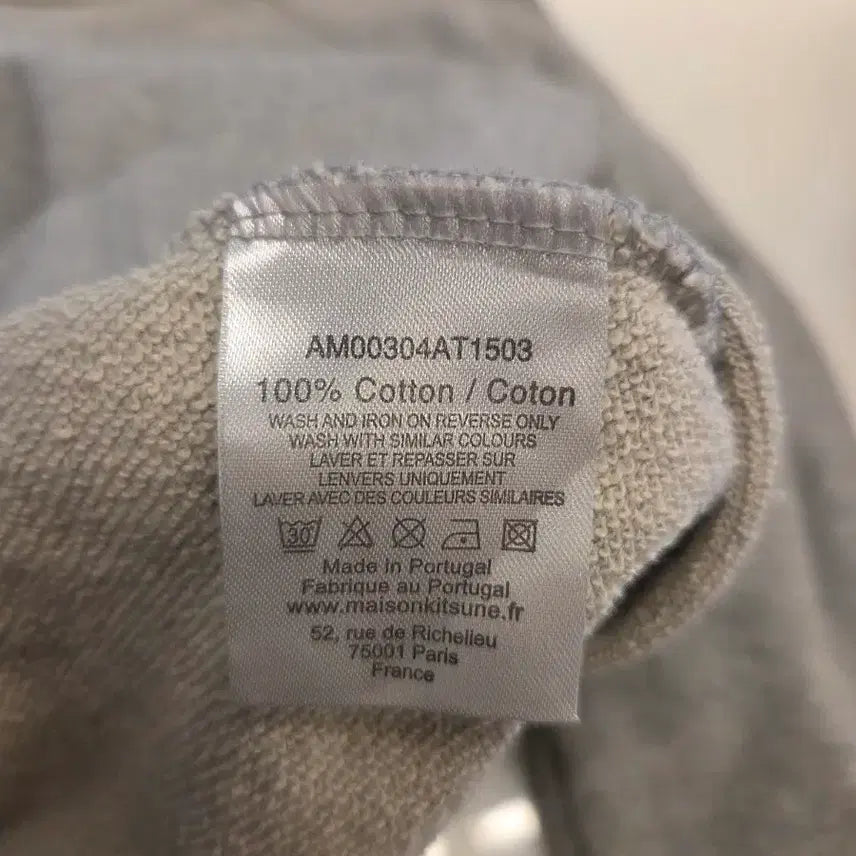 AM00304AT1503
100% Cotton / Coton
WASH AND IRON ON REVERSE ONLY
WASH WITH SIMILAR COLOURS
LAVER ET REPASSER SUR
LENVERS UNIQUEMENT
LAVER AVEC DES COULEURS SIMILAIRES
30
Made in Portugal
Fabrique au Portugal
www.maisonkitsune.fr
52, rue de Richelieu
75001 Paris
France